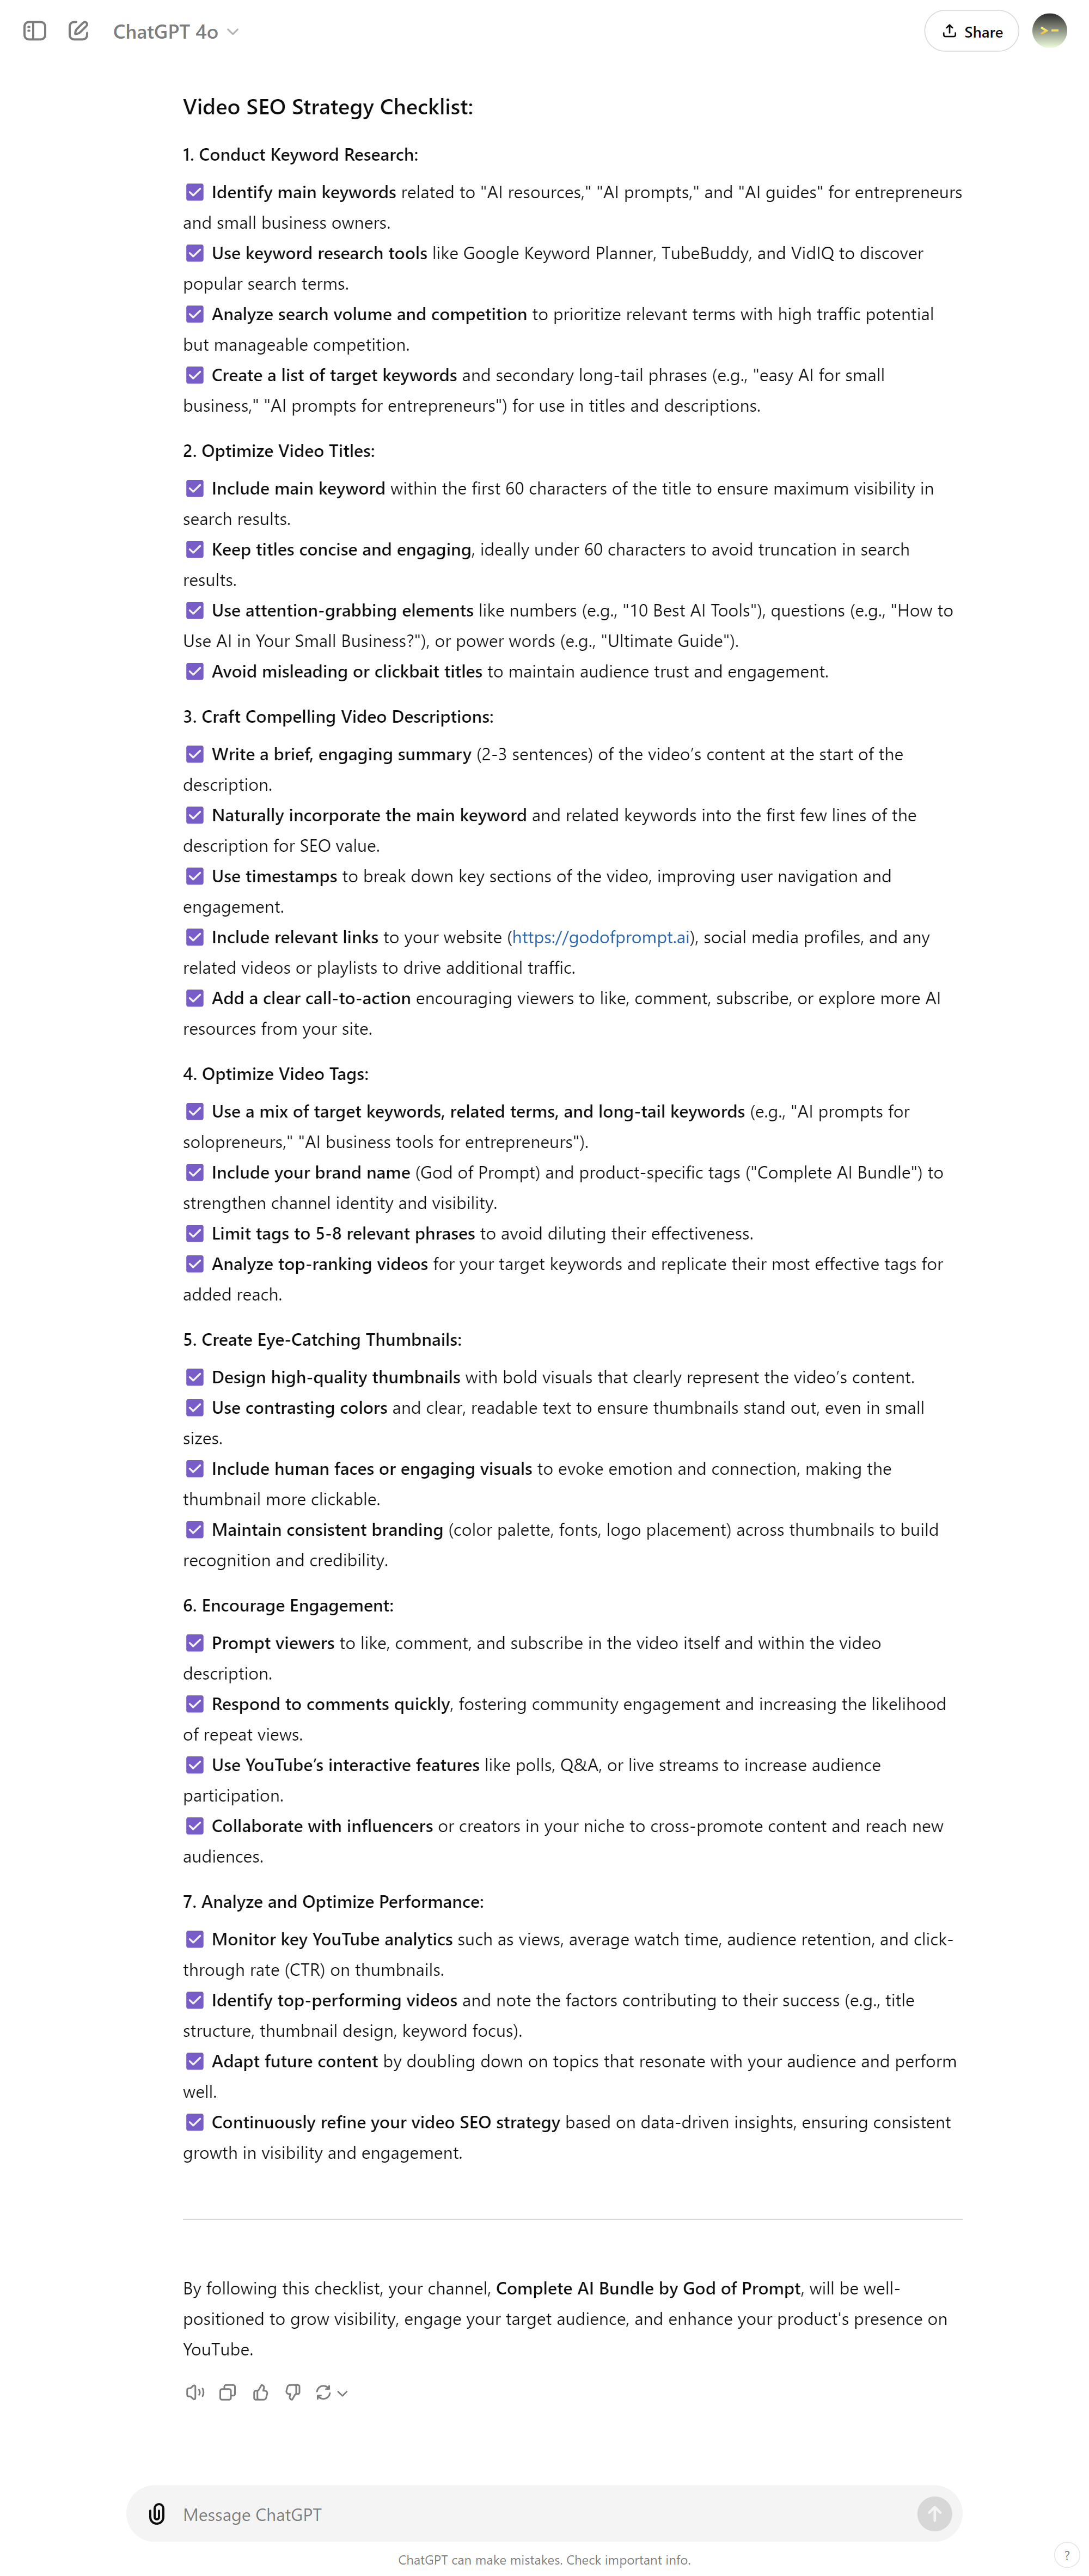 ChatGPT 4o
Share
Video SEO Strategy Checklist:
1. Conduct Keyword Research:
Identify main keywords related to "AI resources," "AI prompts," and "AI guides" for entrepreneurs
and small business owners.
Use keyword research tools like Google Keyword Planner, TubeBuddy, and VidIQ to discover
popular search terms.
Analyze search volume and competition to prioritize relevant terms with high traffic potential
but manageable competition.
Create a list of target keywords and secondary long-tail phrases (e.g., "easy AI for small
business," "AI prompts for entrepreneurs") for use in titles and descriptions.
2. Optimize Video Titles:
Include main keyword within the first 60 characters of the title to ensure maximum visibility in
search results.
Keep titles concise and engaging, ideally under 60 characters to avoid truncation in search
results.
Use attention-grabbing elements like numbers (e.g., "10 Best AI Tools"), questions (e.g., "How to
Use AI in Your Small Business?"), or power words (e.g., "Ultimate Guide").
Avoid misleading or clickbait titles to maintain audience trust and engagement.
3. Craft Compelling Video Descriptions:
Write a brief, engaging summary (2-3 sentences) of the video’s content at the start of the
description.
Naturally incorporate the main keyword and related keywords into the first few lines of the
description for SEO value.
Use timestamps to break down key sections of the video, improving user navigation and
engagement.
Include relevant links to your website (https://godofprompt.ai), social media profiles, and any
related videos or playlists to drive additional traffic.
Add a clear call-to-action encouraging viewers to like, comment, subscribe, or explore more AI
resources from your site.
4. Optimize Video Tags:
Use a mix of target keywords, related terms, and long-tail keywords (e.g., "AI prompts for
solopreneurs," "AI business tools for entrepreneurs").
Include your brand name (God of Prompt) and product-specific tags ("Complete AI Bundle") to
strengthen channel identity and visibility.
Limit tags to 5-8 relevant phrases to avoid diluting their effectiveness.
Analyze top-ranking videos for your target keywords and replicate their most effective tags for
added reach.
5. Create Eye-Catching Thumbnails:
Design high-quality thumbnails with bold visuals that clearly represent the video’s content.
Use contrasting colors and clear, readable text to ensure thumbnails stand out, even in small
sizes.
Include human faces or engaging visuals to evoke emotion and connection, making the
thumbnail more clickable.
Maintain consistent branding (color palette, fonts, logo placement) across thumbnails to build
recognition and credibility.
6. Encourage Engagement:
Prompt viewers to like, comment, and subscribe in the video itself and within the video
description.
Respond to comments quickly, fostering community engagement and increasing the likelihood
of repeat views.
Use YouTube’s interactive features like polls, Q&A, or live streams to increase audience
participation.
Collaborate with influencers or creators in your niche to cross-promote content and reach new
audiences.
7. Analyze and Optimize Performance:
Monitor key YouTube analytics such as views, average watch time, audience retention, and click-
through rate (CTR) on thumbnails.
Identify top-performing videos and note the factors contributing to their success (e.g., title
structure, thumbnail design, keyword focus).
Adapt future content by doubling down on topics that resonate with your audience and perform
well.
Continuously refine your video SEO strategy based on data-driven insights, ensuring consistent
growth in visibility and engagement.
By following this checklist, your channel, Complete AI Bundle by God of Prompt, will be well-
positioned to grow visibility, engage your target audience, and enhance your product's presence on
YouTube.
Message ChatGPT
ChatGPT can make mistakes. Check important info.
?